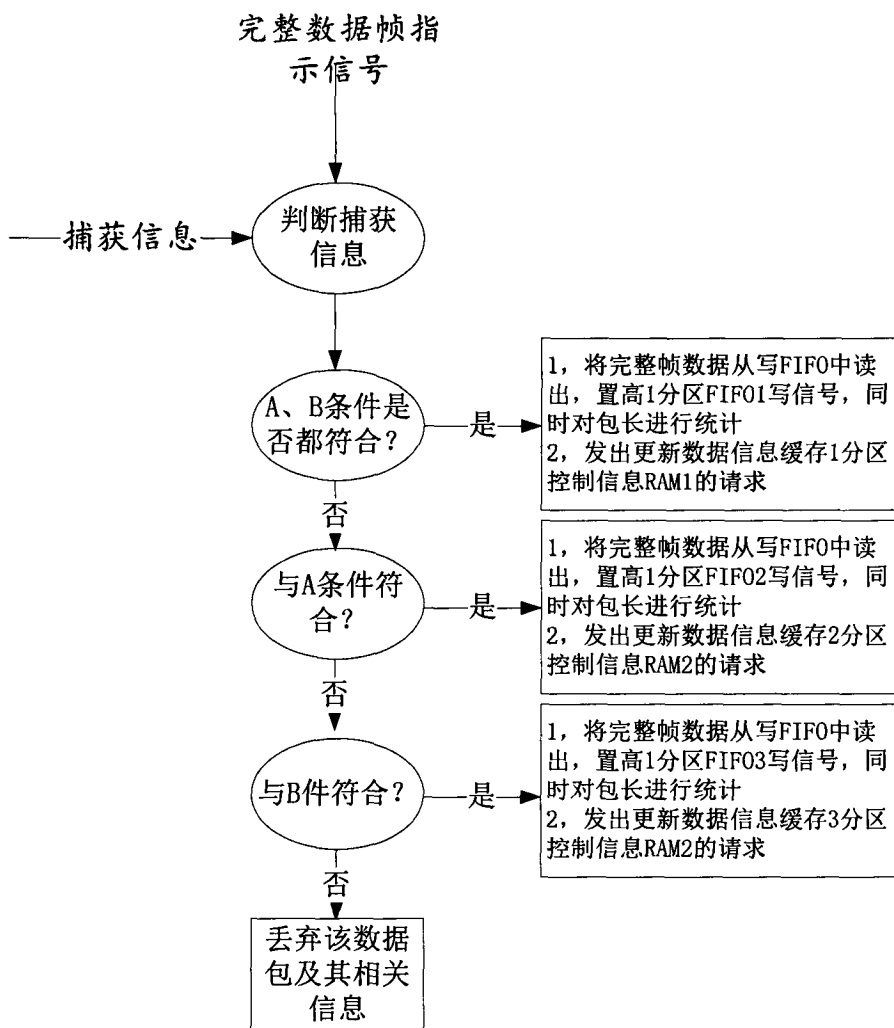 完整数据帧指
示信号
捕获信息
判断捕获
信息
A、B条件是
否都符合？
是
1，将完整帧数据从写FIFO中读
出，置高1分区FIFO1写信号，同
时对包长进行统计
2，发出更新数据信息缓存1分区
控制信息RAM1的请求
否
与A条件符
合？
是
1，将完整帧数据从写FIFO中读
出，置高1分区FIFO2写信号，同
时对包长进行统计
2，发出更新数据信息缓存2分区
控制信息RAM2的请求
否
与B件符合？
是
1，将完整帧数据从写FIFO中读
出，置高1分区FIFO3写信号，同
时对包长进行统计
2，发出更新数据信息缓存3分区
控制信息RAM2的请求
否
丢弃该数据
包及其相关
信息